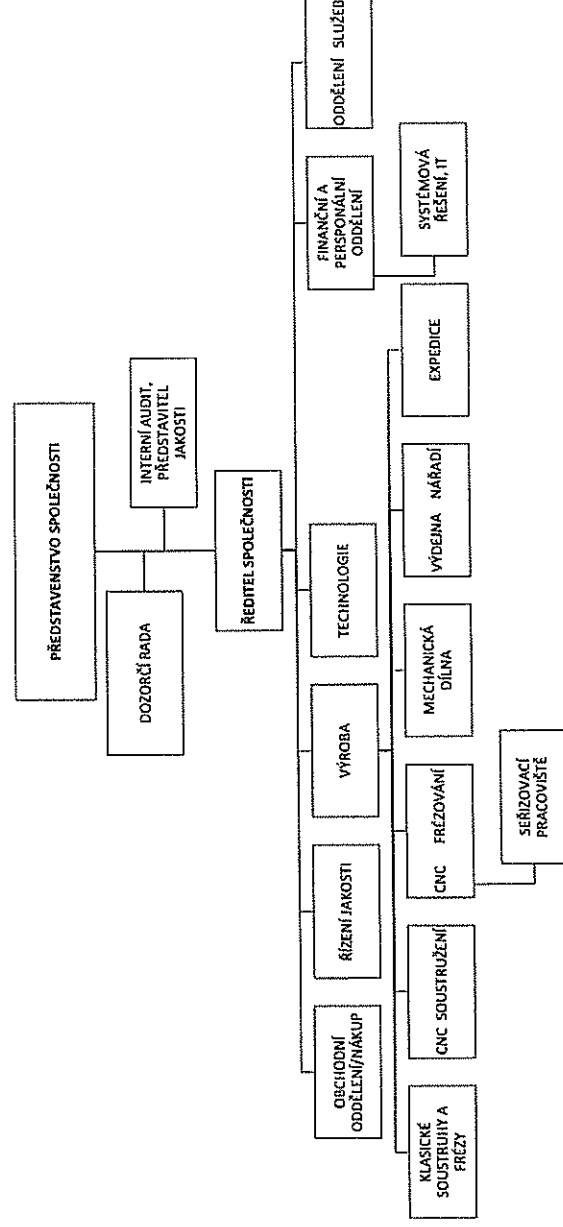 PŘEDSTAVENSTVO SPOLEČNOSTI
DOZORČÍ RADA
INTERNÍ AUDIT,
PŘEDSTAVITEL
JAKOSTI
ŘEDITEL SPOLEČNOSTI
OBCHODNÍ
ODDĚLENÍ/NÁKUP
ŘÍZENÍ JAKOSTI
VÝROBA
TECHNOLOGIE
FINANČNÍ A
PERSPONÁLNÍ
ODDĚLENÍ
ODDĚLENÍ SLUŽEB
KLASICKÉ
SOUSTRUHY A
FRÉZY
CNC SOUSTRUŽENÍ
CNC FRÉZOVÁNÍ
MECHANICKÁ
DÍLNA
VÝDEJNA NÁŘADÍ
EXPEDICE
SYSTÉMOVÁ
ŘEŠENÍ, IT
SEŘIZOVACÍ
PRACOVIŠTĚ